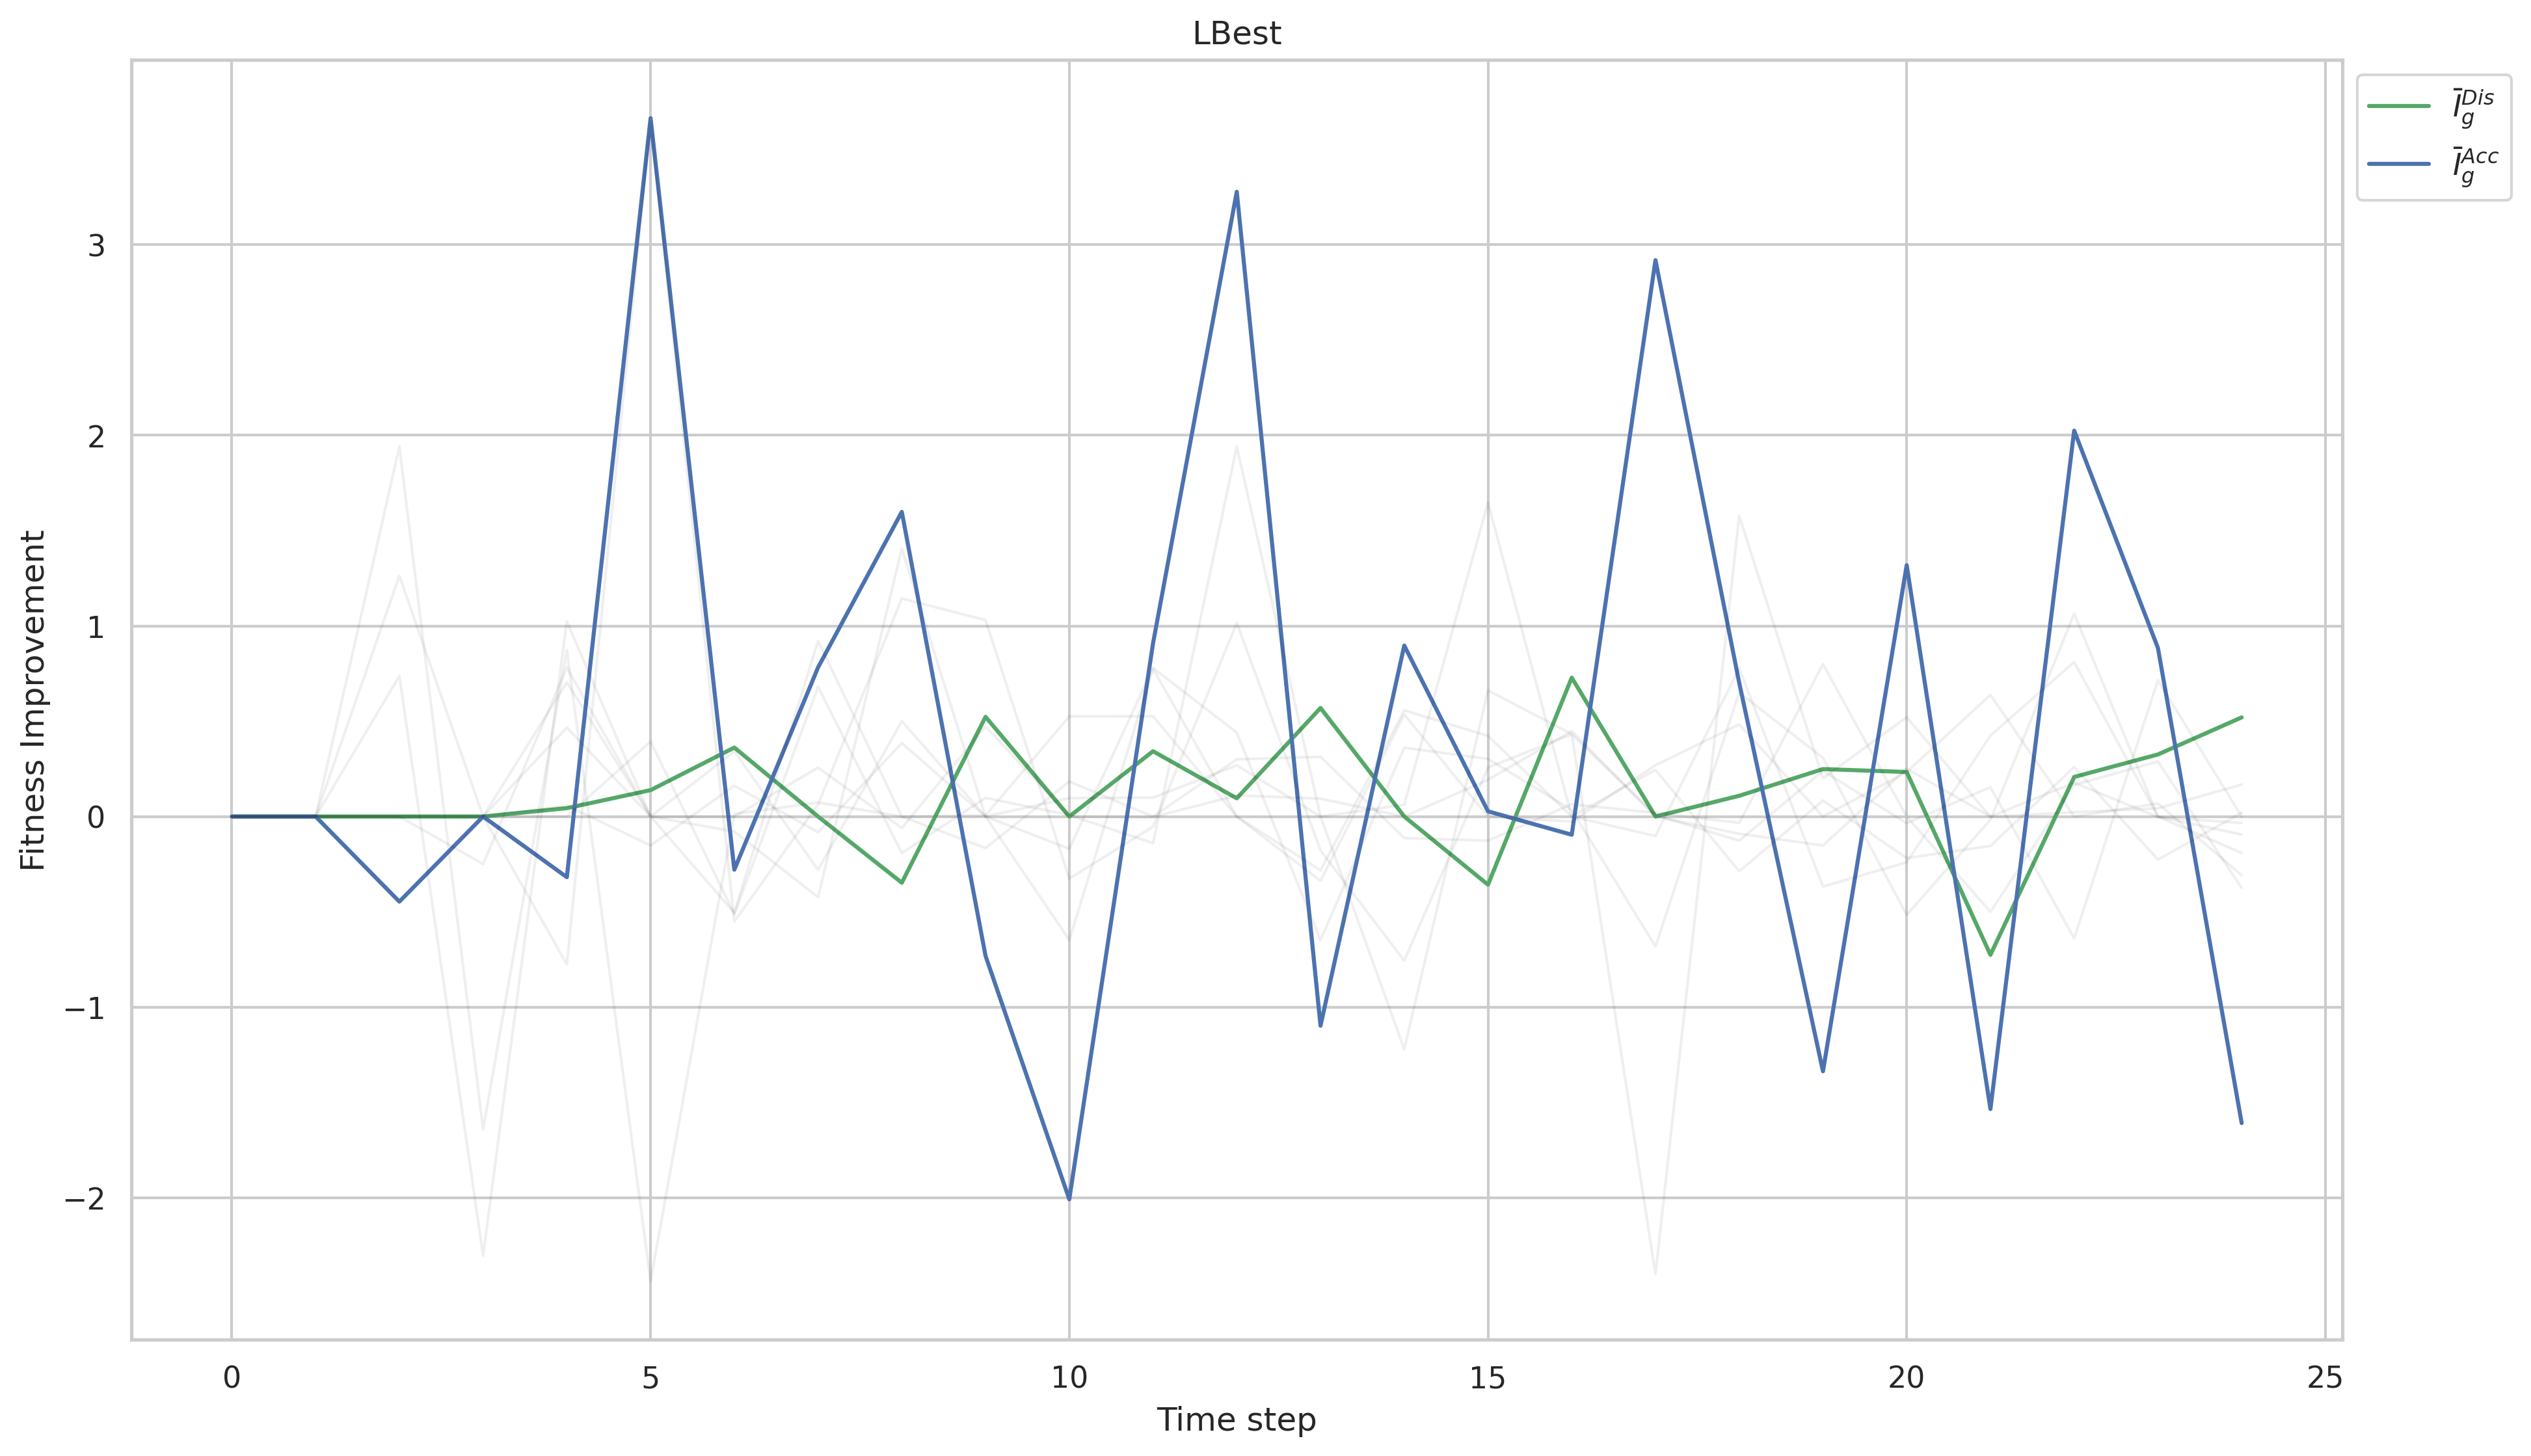 LBest
Ī_g^{Dis}
Ī_g^{Acc}
Fitness Improvement
3
2
1
0
−1
−2
0 5 10 15 20 25
Time step